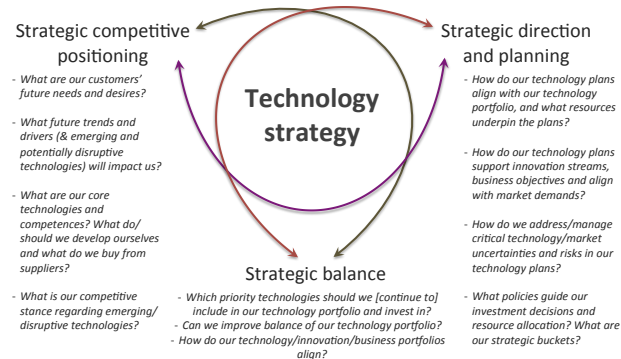 Strategic competitive
positioning
- What are our customers'
future needs and desires?
- What future trends and
drivers (& emerging and
potentially disruptive
technologies) will impact us?
- What are our core
technologies and
competences? What do/
should we develop ourselves
and what do we buy from
suppliers?
- What is our competitive
stance regarding emerging/
disruptive technologies?
Technology
strategy
Strategic direction
and planning
- How do our technology plans
align with our technology
portfolio, and what resources
underpin the plans?
- How do our technology plans
support innovation streams,
business objectives and align
with market demands?
- How do we address/manage
critical technology/market
uncertainties and risks in our
technology plans?
- What policies guide our
investment decisions and
resource allocation? What are
our strategic buckets?
Strategic balance
- Which priority technologies should we [continue to]
include in our technology portfolio and invest in?
- Can we improve balance of our technology portfolio?
- How do our technology/innovation/business portfolios
align?